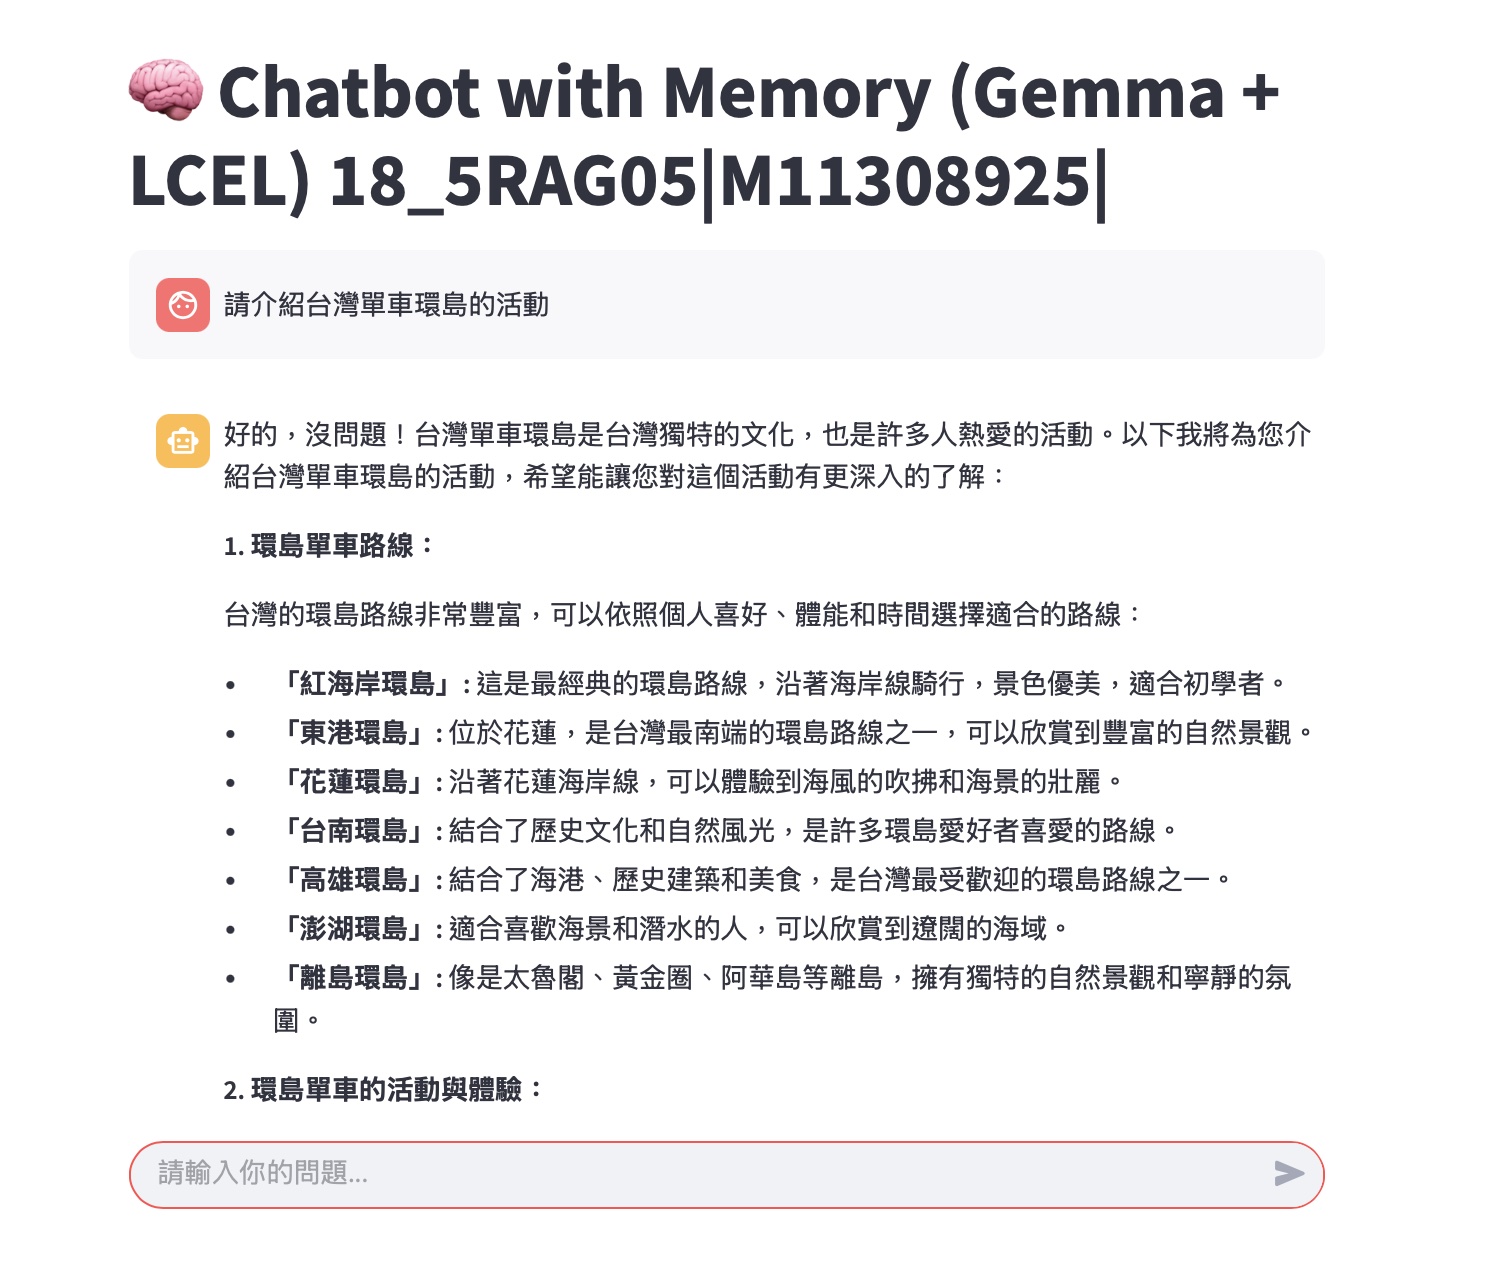 🧠 Chatbot with Memory (Gemma +
LCEL) 18_5RAG05|M11308925|
請介紹台灣單車環島的活動
好的，沒問題！台灣單車環島是台灣獨特的文化，也是許多人熱愛的活動。以下我將為您介
紹台灣單車環島的活動，希望能讓您對這個活動有更深入的了解：
1. 環島單車路線：
台灣的環島路線非常豐富，可以依照個人喜好、體能和時間選擇適合的路線：
• 「紅海岸環島」: 這是最經典的環島路線，沿著海岸線騎行，景色優美，適合初學者。
• 「東港環島」: 位於花蓮，是台灣最南端的環島路線之一，可以欣賞到豐富的自然景觀。
• 「花蓮環島」: 沿著花蓮海岸線，可以體驗到海風的吹拂和海景的壯麗。
• 「台南環島」: 結合了歷史文化和自然風光，是許多環島愛好者喜愛的路線。
• 「高雄環島」: 結合了海港、歷史建築和美食，是台灣最受歡迎的環島路線之一。
• 「澎湖環島」: 適合喜歡海景和潛水的人，可以欣賞到遼闊的海域。
• 「離島環島」: 像是太魯閣、黃金圈、阿華島等離島，擁有獨特的自然景觀和寧靜的氛
圍。
2. 環島單車的活動與體驗：
請輸入你的問題...